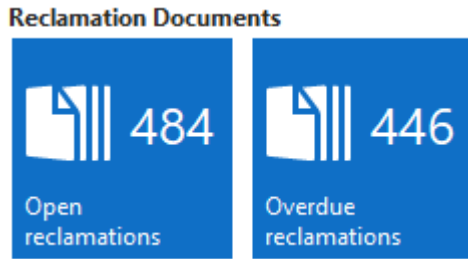 Reclamation Documents
484
446
Open
reclamations
Overdue
reclamations